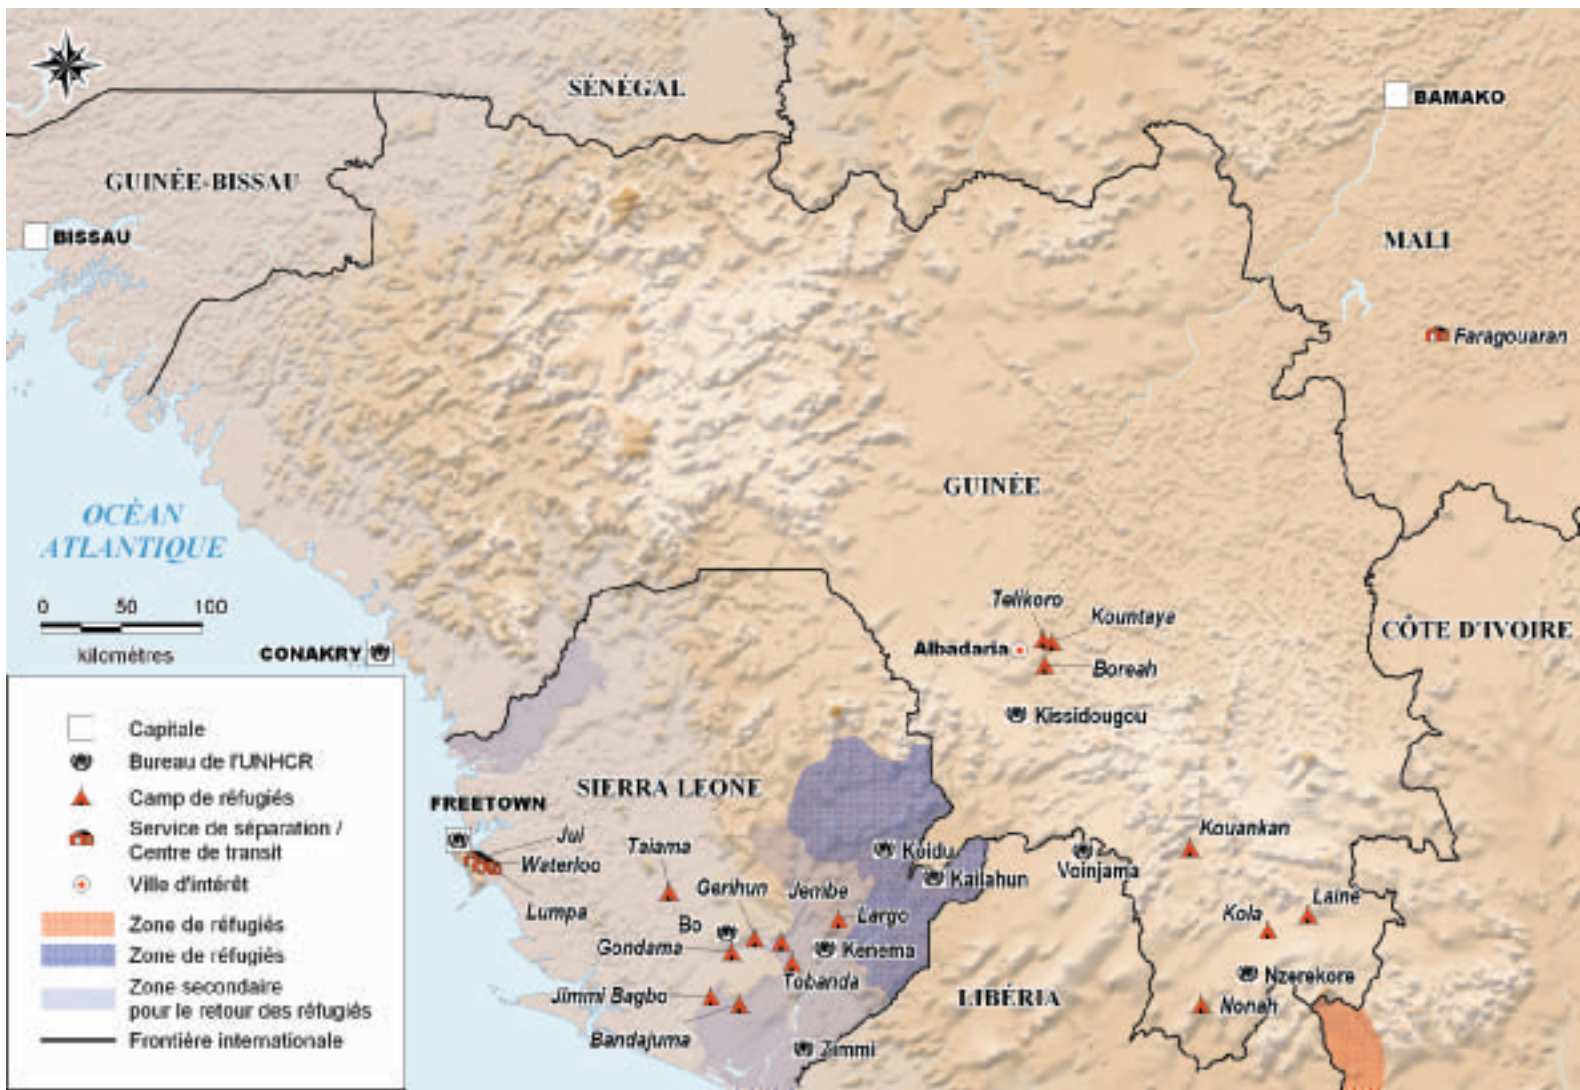 SÉNÉGAL
BAMAKO
GUINÉE-BISSAU
BISSAU
MALI
Faragouaran
GUINÉE
OCÉAN
ATLANTIQUE
0 50 100
kilomètres
CONAKRY
Telikoro
Kountaya
Albadaria
Boreah
CÔTE D'IVOIRE
Kissidougou
Capitale
Bureau de l'UNHCR
Camp de réfugiés
Service de séparation /
Centre de transit
Ville d'intérêt
Zone de réfugiés
Zone de réfugiés
Zone secondaire
pour le retour des réfugiés
Frontière internationale
SIERRA LEONE
FREETOWN
Jui
Waterloo
Lumpa
Taiama
Gerihun
Jembe
Bo
Gondama
Largo
Kenema
Tobanda
Jimmi Bagbo
Bandajuma
Zimmi
Koidu
Kailahun
Voinjama
Kouankan
Kola
Laine
Nzerekore
Nonah
LIBÉRIA